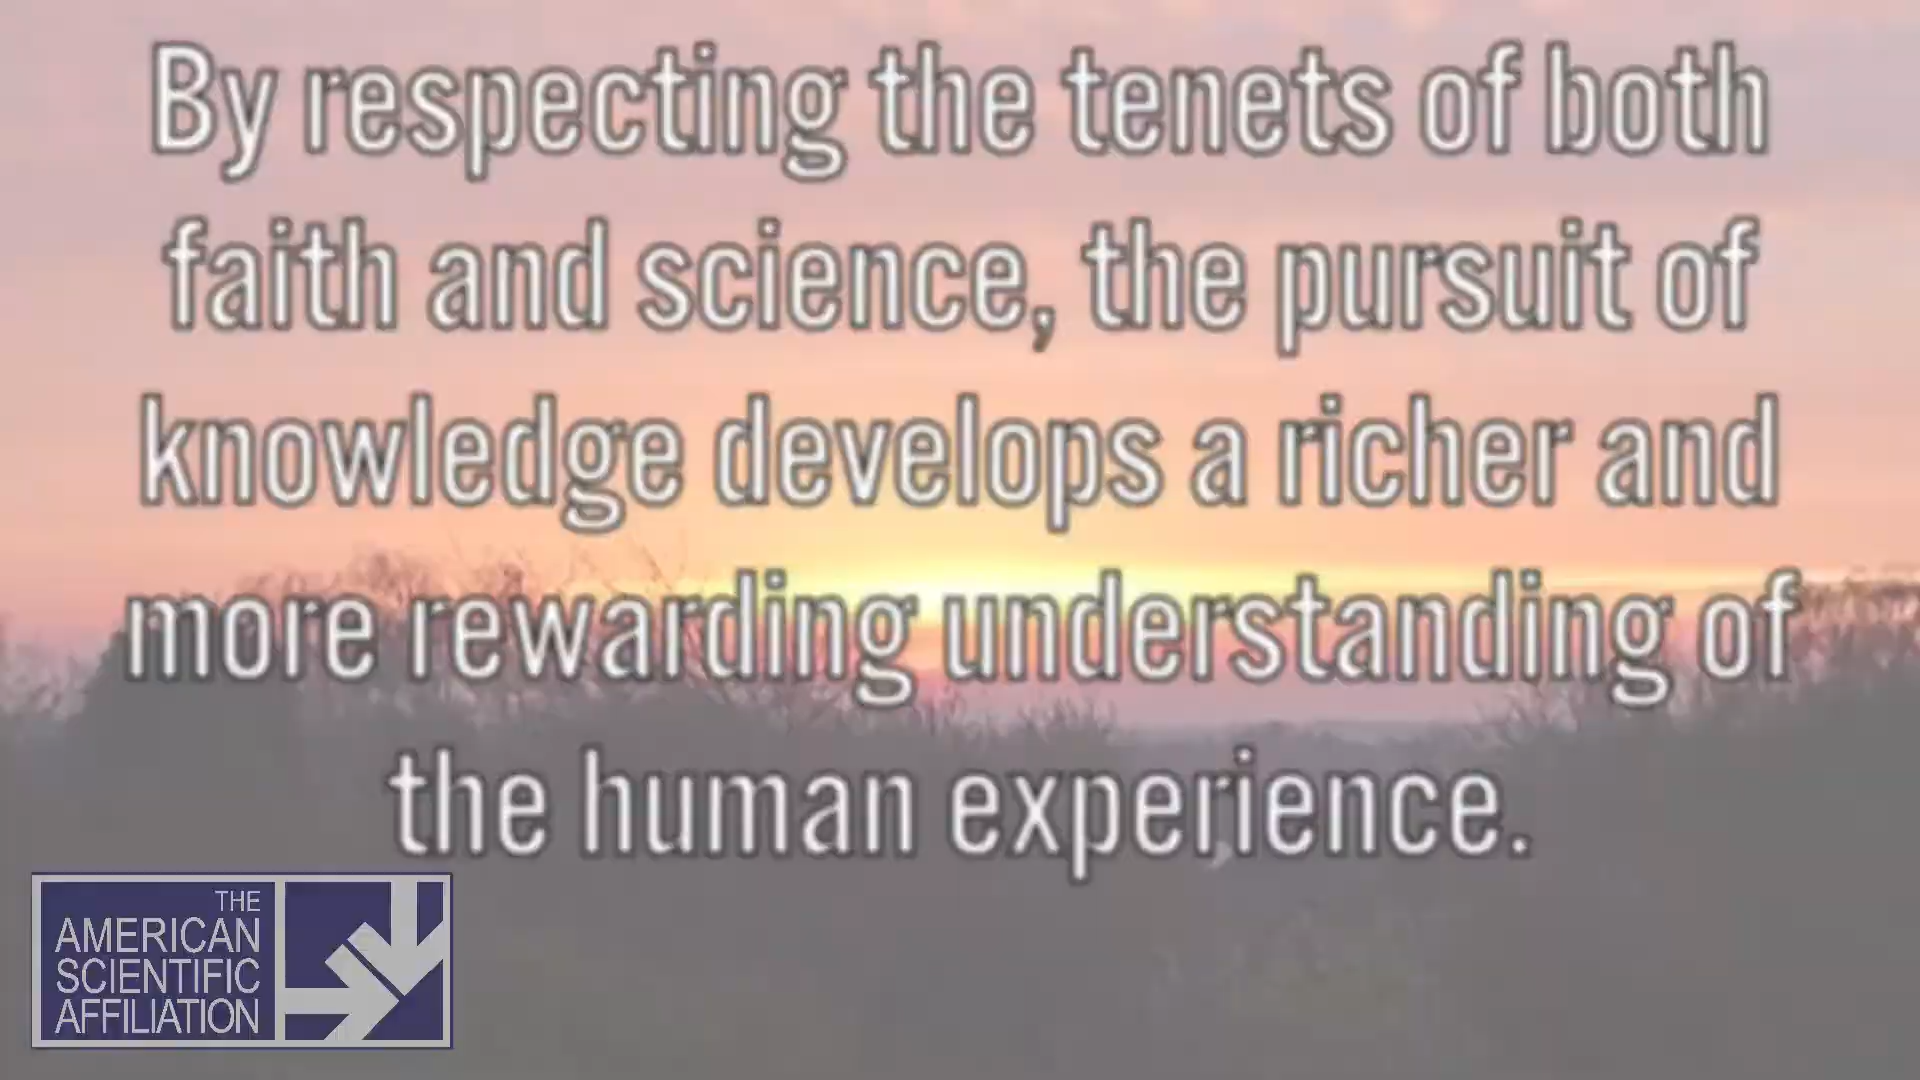 By respecting the tenets of both
faith and science, the pursuit of
knowledge develops a richer and
more rewarding understanding of
the human experience.
THE
AMERICAN
SCIENTIFIC
AFFILIATION